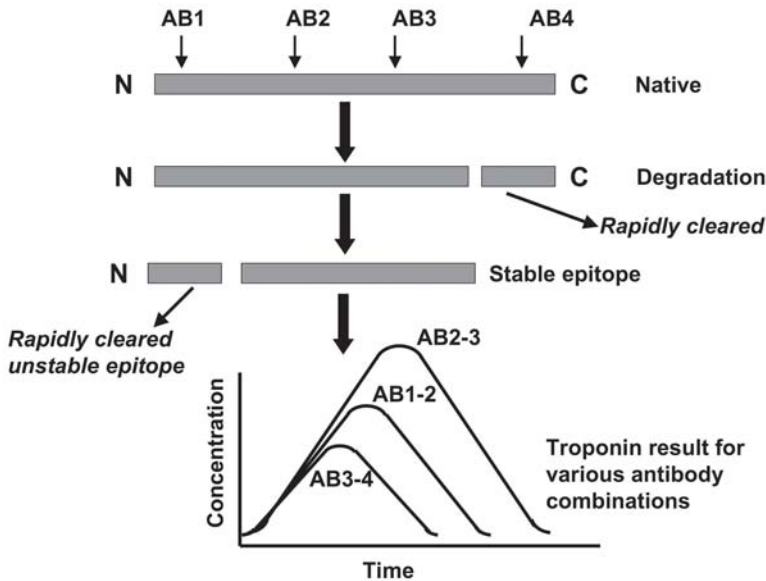 AB1 AB2 AB3 AB4
N C Native
N C Degradation
Rapidly cleared
N Stable epitope
Rapidly cleared
unstable epitope
AB2-3
AB1-2
AB3-4
Concentration
Time
Troponin result for
various antibody
combinations